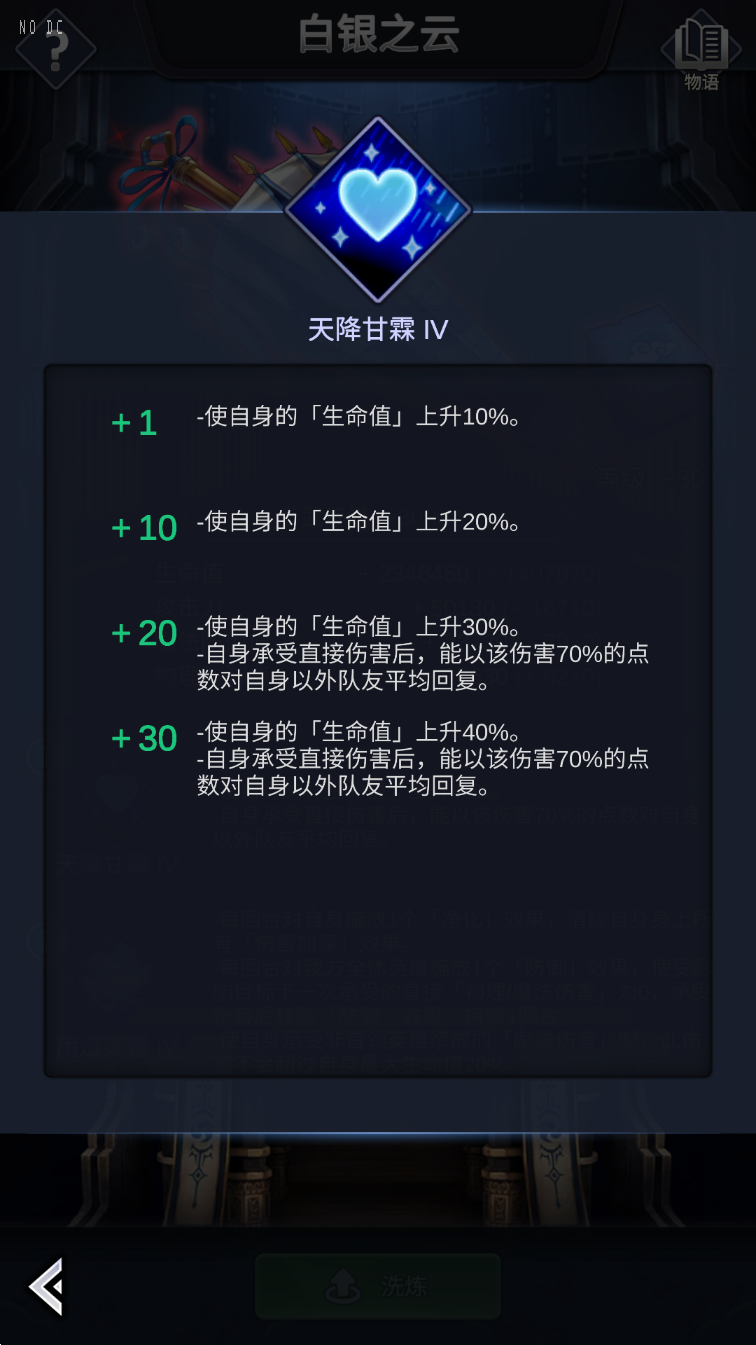 NO DC
白银之云
物语
天降甘霖 IV
+1
-使自身的「生命值」上升10%。
+10
-使自身的「生命值」上升20%。
+20
-使自身的「生命值」上升30%。
-自身承受直接伤害后，能以该伤害70%的点
数对自身以外队友平均回复。
+30
-使自身的「生命值」上升40%。
-自身承受直接伤害后，能以该伤害70%的点
数对自身以外队友平均回复。
洗炼